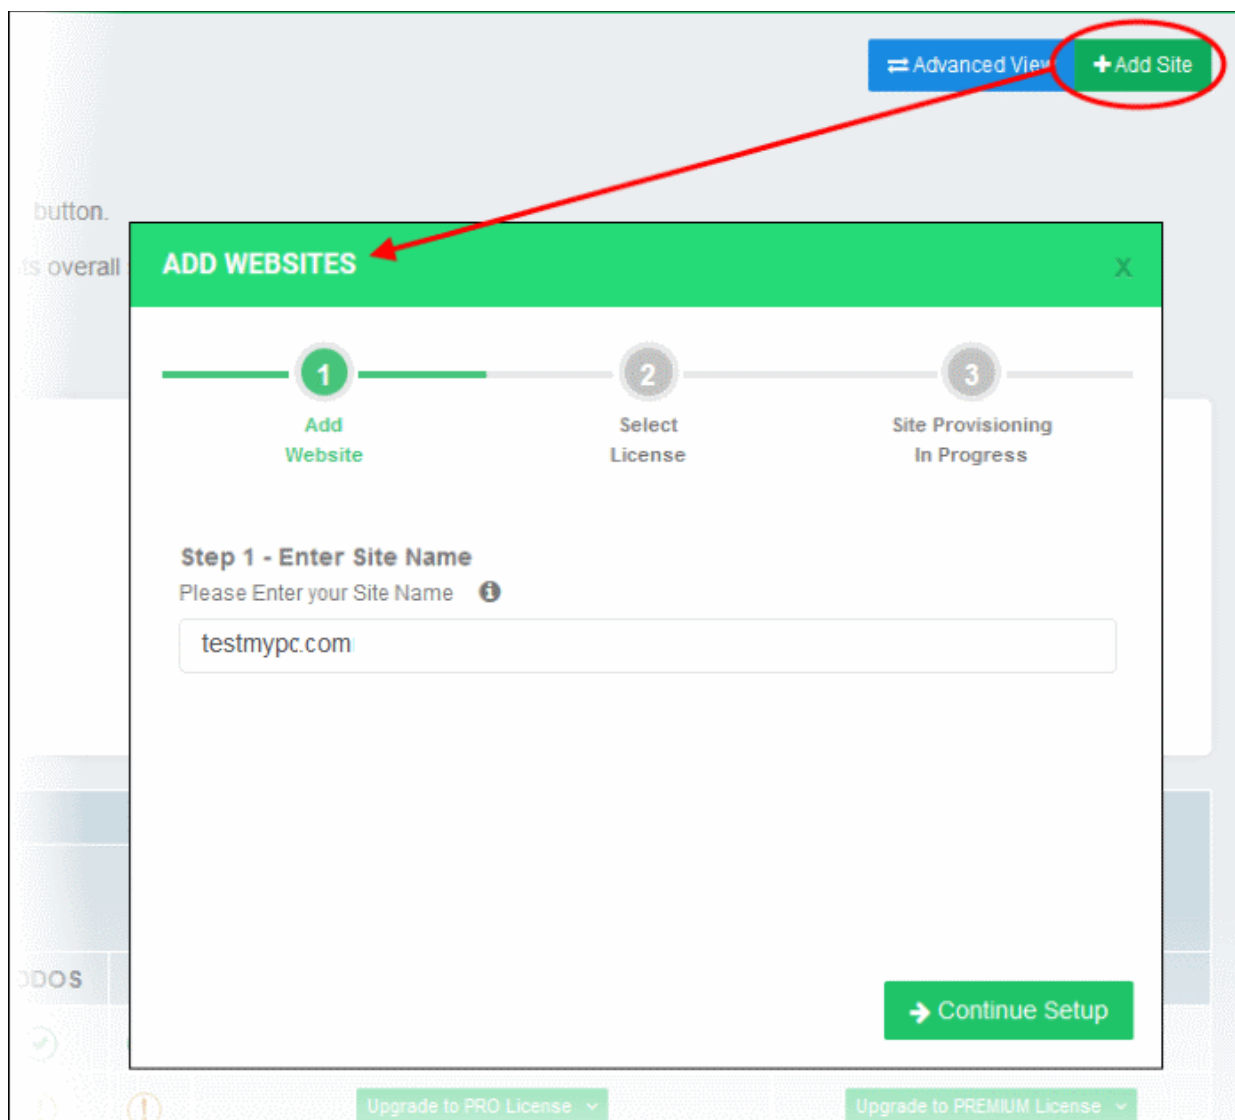 Advanced View
Add Site
button.
overall
ADD WEBSITES
X
1
2
3
Add
Website
Select
License
Site Provisioning
In Progress
Step 1 - Enter Site Name
Please Enter your Site Name
testmypc.com
Continue Setup
Upgrade to PRO License
Upgrade to PREMIUM License